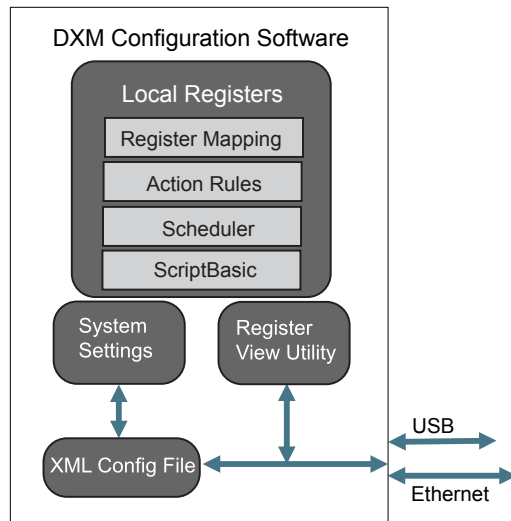 DXM Configuration Software
Local Registers
Register Mapping
Action Rules
Scheduler
ScriptBasic
System
Settings
Register
View Utility
XML Config File
USB
Ethernet